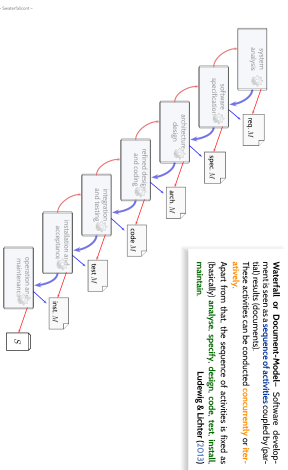 system
analysis
software
specification
architecture
design
refined design
and coding
integration
and testing
installation and
acceptance
operation and
maintenance
req. M
spec. M
arch. M
code M
test. M
inst. M
S
Waterfall or Document-Model– Software develop-
ment is seen as a sequence of activities coupled by (par-
tial) results (documents).
These activities can be conducted concurrently or iter-
atively.
Apart from that, the sequence of activities is fixed as
(basically) analyse, specify, design, code, test, install,
maintain.
Ludewig & Lichter (2013)